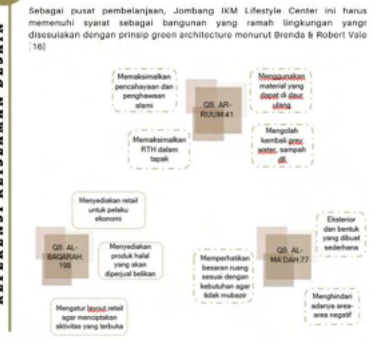 Sebagai pusat pembelanjaan, Jombang IKM Lifestyle Center ini harus
memenuhi syarat sebagai bangunan yang ramah lingkungan yangr
disesuaikan dengan prinsip green architecture menurut Brenda & Robert Vale
[16]
Memaksimalkan
pencahayaan dan
penghawaan
alami
QS. AR-
RUUM:41
Menggunakan
material yang
dapat di daur
ulang
Memaksimalkan
RTH dalam
tapak
Mengolah
kembali grey
water, sampah
dll.
Menyediakan retail
untuk pelaku
ekonomi
QS. AL-
BAQARAH:
198
Menyediakan
produk halal
yang akan
diperjual belikan
Mengatur layout retail
agar menciptakan
aktivitas yang terbuka
Memperhatikan
besaran ruang
sesuai dengan
kebutuhan agar
tidak mubazir
QS. AL-
MA'DAH:77
Eksterior
dan bentuk
yang dibuat
sederhana
Menghindari
adanya area-
area negatif